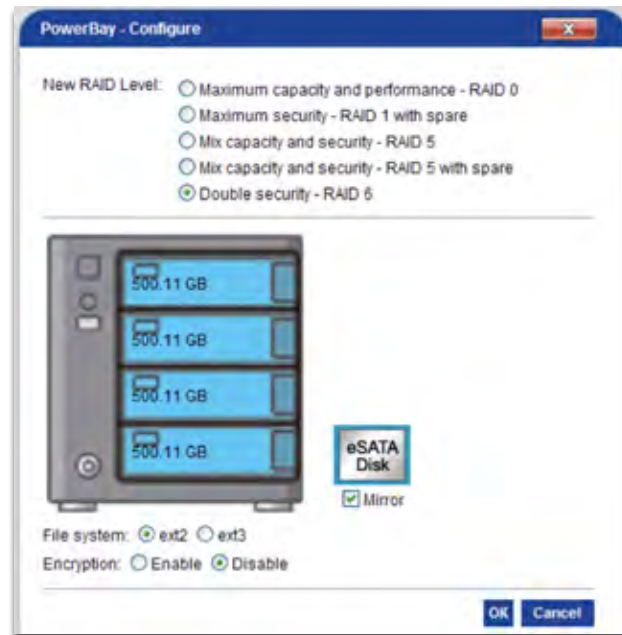 PowerBay - Configure
New RAID Level:
Maximum capacity and performance - RAID 0
Maximum security - RAID 1 with spare
Mix capacity and security - RAID 5
Mix capacity and security - RAID 5 with spare
Double security - RAID 6
500.11 GB
500.11 GB
500.11 GB
500.11 GB
eSATA
Disk
Mirror
File system: ext2 ext3
Encryption: Enable Disable
OK Cancel